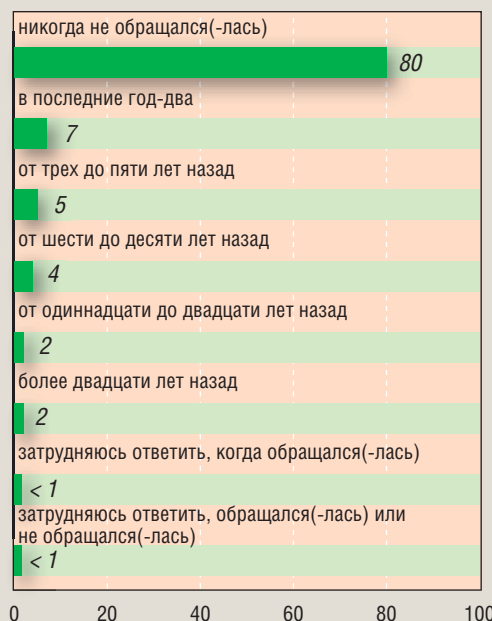 никогда не обращался(-лась)
80
в последние год-два
7
от трех до пяти лет назад
5
от шести до десяти лет назад
4
от одиннадцати до двадцати лет назад
2
более двадцати лет назад
2
затрудняюсь ответить, когда обращался(-лась)
< 1
затрудняюсь ответить, обращался(-лась) или
не обращался(-лась)
< 1
0 20 40 60 80 100